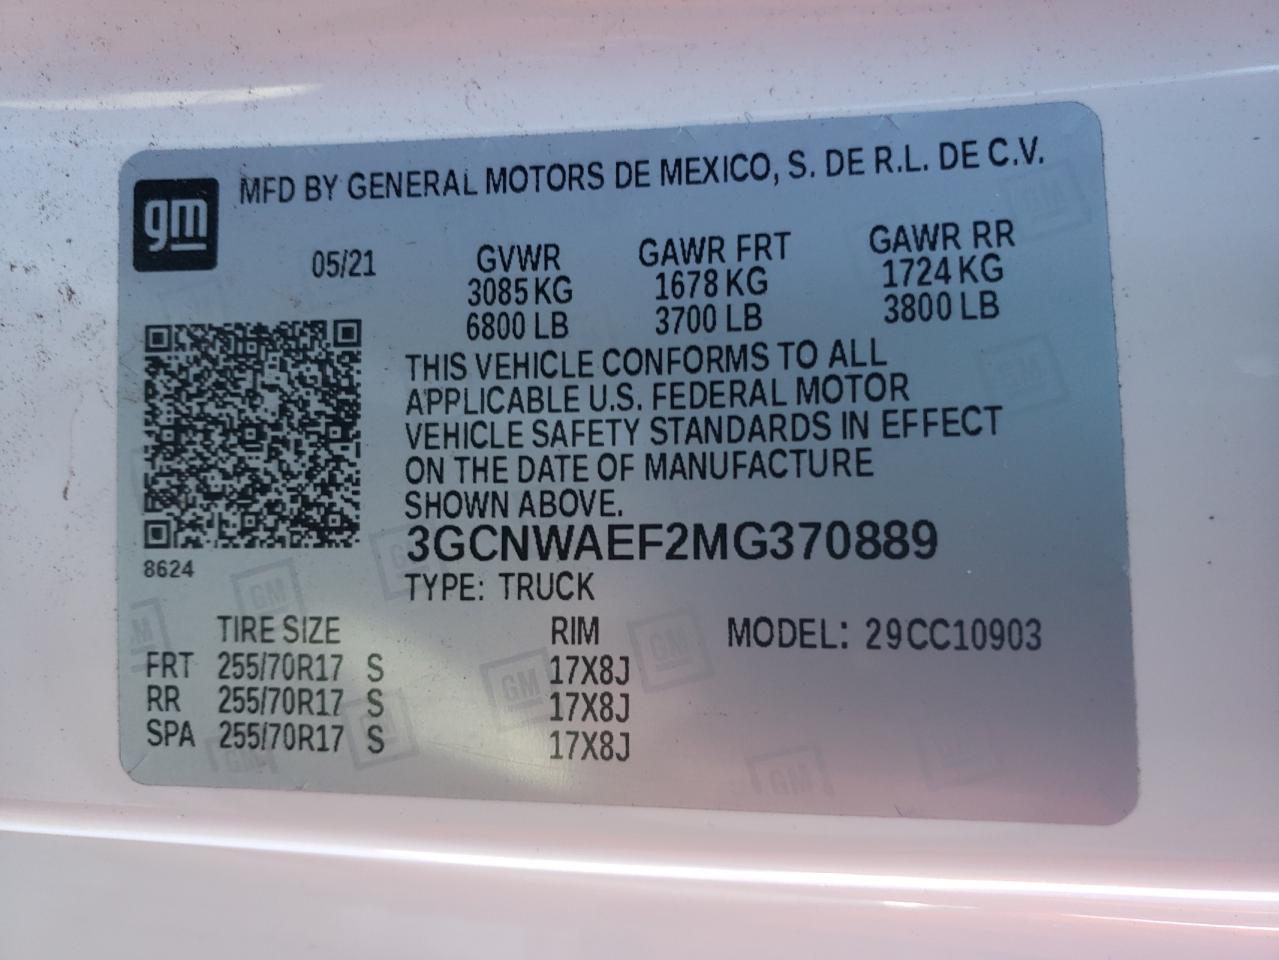 gm
MFD BY GENERAL MOTORS DE MEXICO, S. DE R.L. DE C.V.
05/21 GVWR GAWR FRT GAWR RR
3085 KG 1678 KG 1724 KG
6800 LB 3700 LB 3800 LB
THIS VEHICLE CONFORMS TO ALL
APPLICABLE U.S. FEDERAL MOTOR
VEHICLE SAFETY STANDARDS IN EFFECT
ON THE DATE OF MANUFACTURE
SHOWN ABOVE.
3GCNWAEF2MG370889
8624
TYPE: TRUCK
TIRE SIZE RIM MODEL: 29CC10903
FRT 255/70R17 S 17X8J
RR 255/70R17 S 17X8J
SPA 255/70R17 S 17X8J